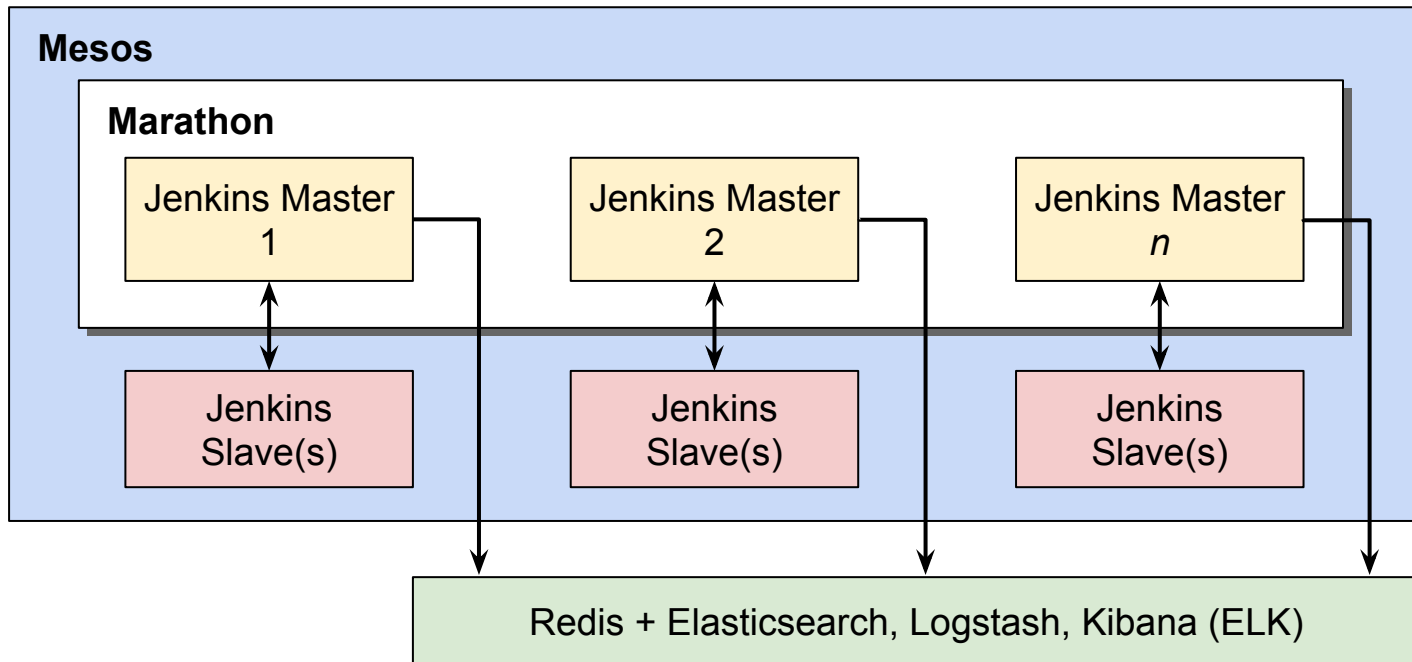 Mesos
Marathon
Jenkins Master
1
Jenkins Master
2
Jenkins Master
n
Jenkins
Slave(s)
Jenkins
Slave(s)
Jenkins
Slave(s)
Redis + Elasticsearch, Logstash, Kibana (ELK)